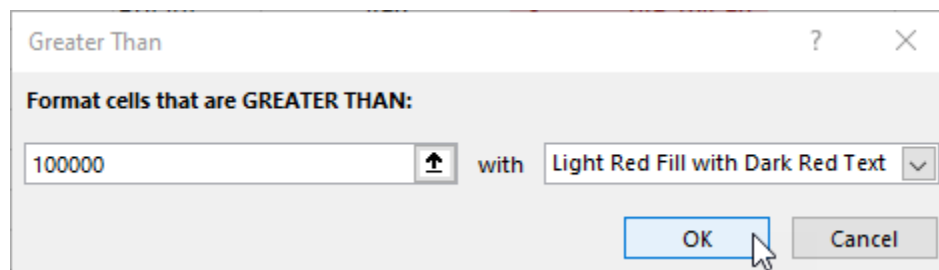 Greater Than ?
Format cells that are GREATER THAN:
100000 with Light Red Fill with Dark Red Text
OK Cancel